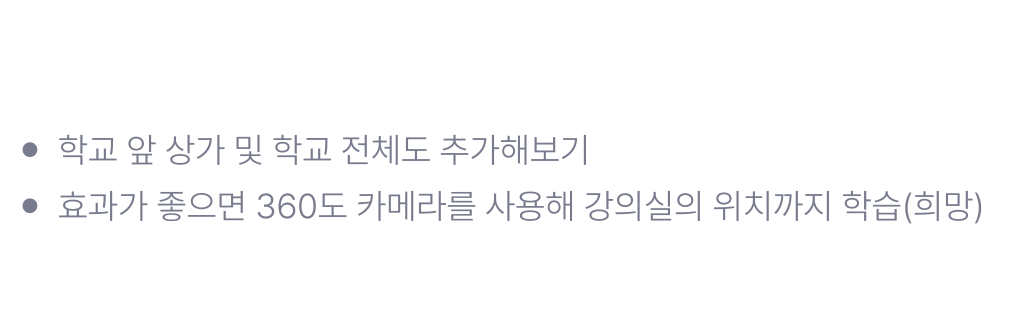 • 학교 앞 상가 및 학교 전체도 추가해보기
• 효과가 좋으면 360도 카메라를 사용해 강의실의 위치까지 학습(희망)